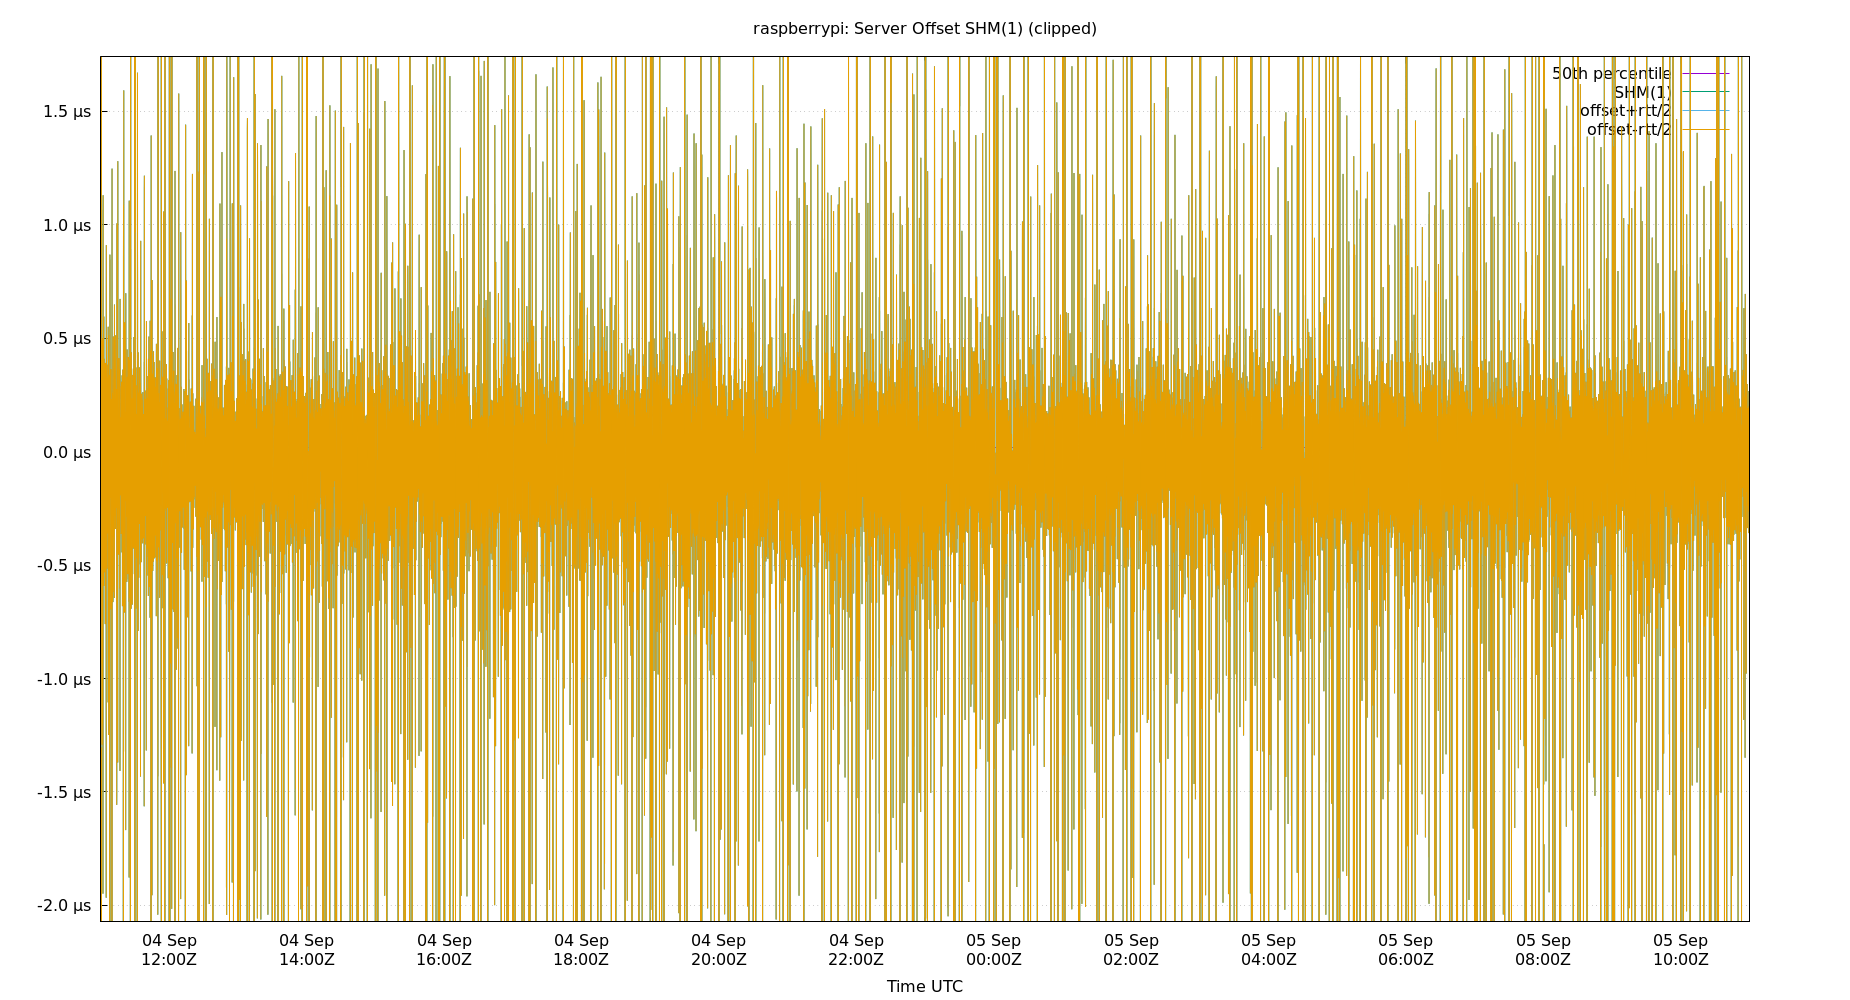 raspberrypi: Server Offset SHM(1) (clipped)
50th percentile
SHM(1)
offset+rtt/2
offset-rtt/2
1.5 µs
1.0 µs
0.5 µs
0.0 µs
-0.5 µs
-1.0 µs
-1.5 µs
-2.0 µs
04 Sep 04 Sep 04 Sep 04 Sep 04 Sep 04 Sep 05 Sep 05 Sep 05 Sep 05 Sep 05 Sep 05 Sep
12:00Z 14:00Z 16:00Z 18:00Z 20:00Z 22:00Z 00:00Z 02:00Z 04:00Z 06:00Z 08:00Z 10:00Z
Time UTC